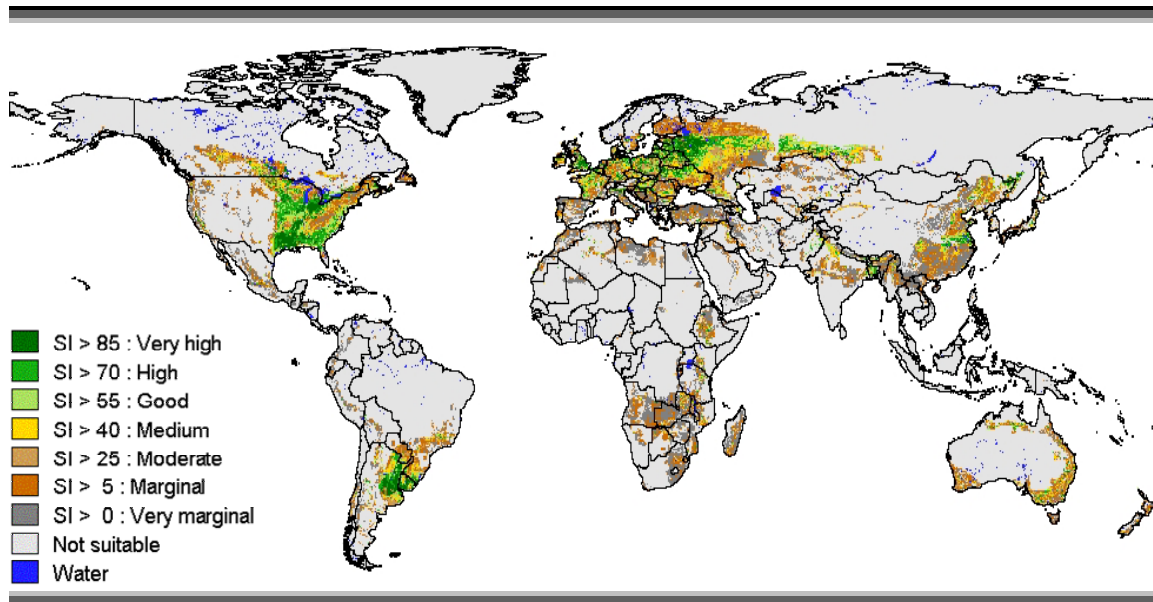 SI > 85 : Very high
SI > 70 : High
SI > 55 : Good
SI > 40 : Medium
SI > 25 : Moderate
SI > 5 : Marginal
SI > 0 : Very marginal
Not suitable
Water